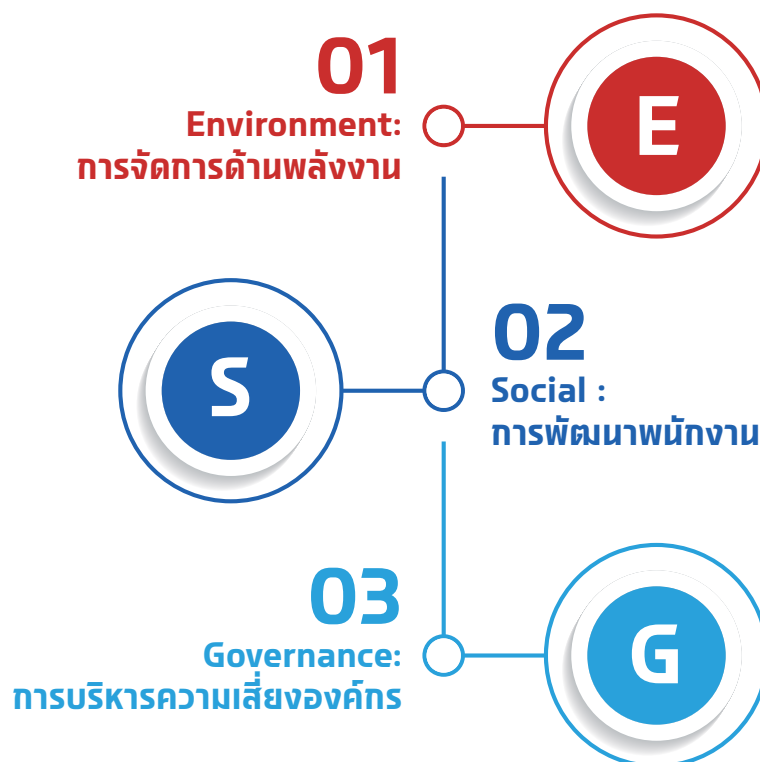 01
Environment:
การจัดการด้านพลังงาน
E
S
02
Social :
การพัฒนาพนักงาน
03
Governance:
การบริหารความเสี่ยงองค์กร
G